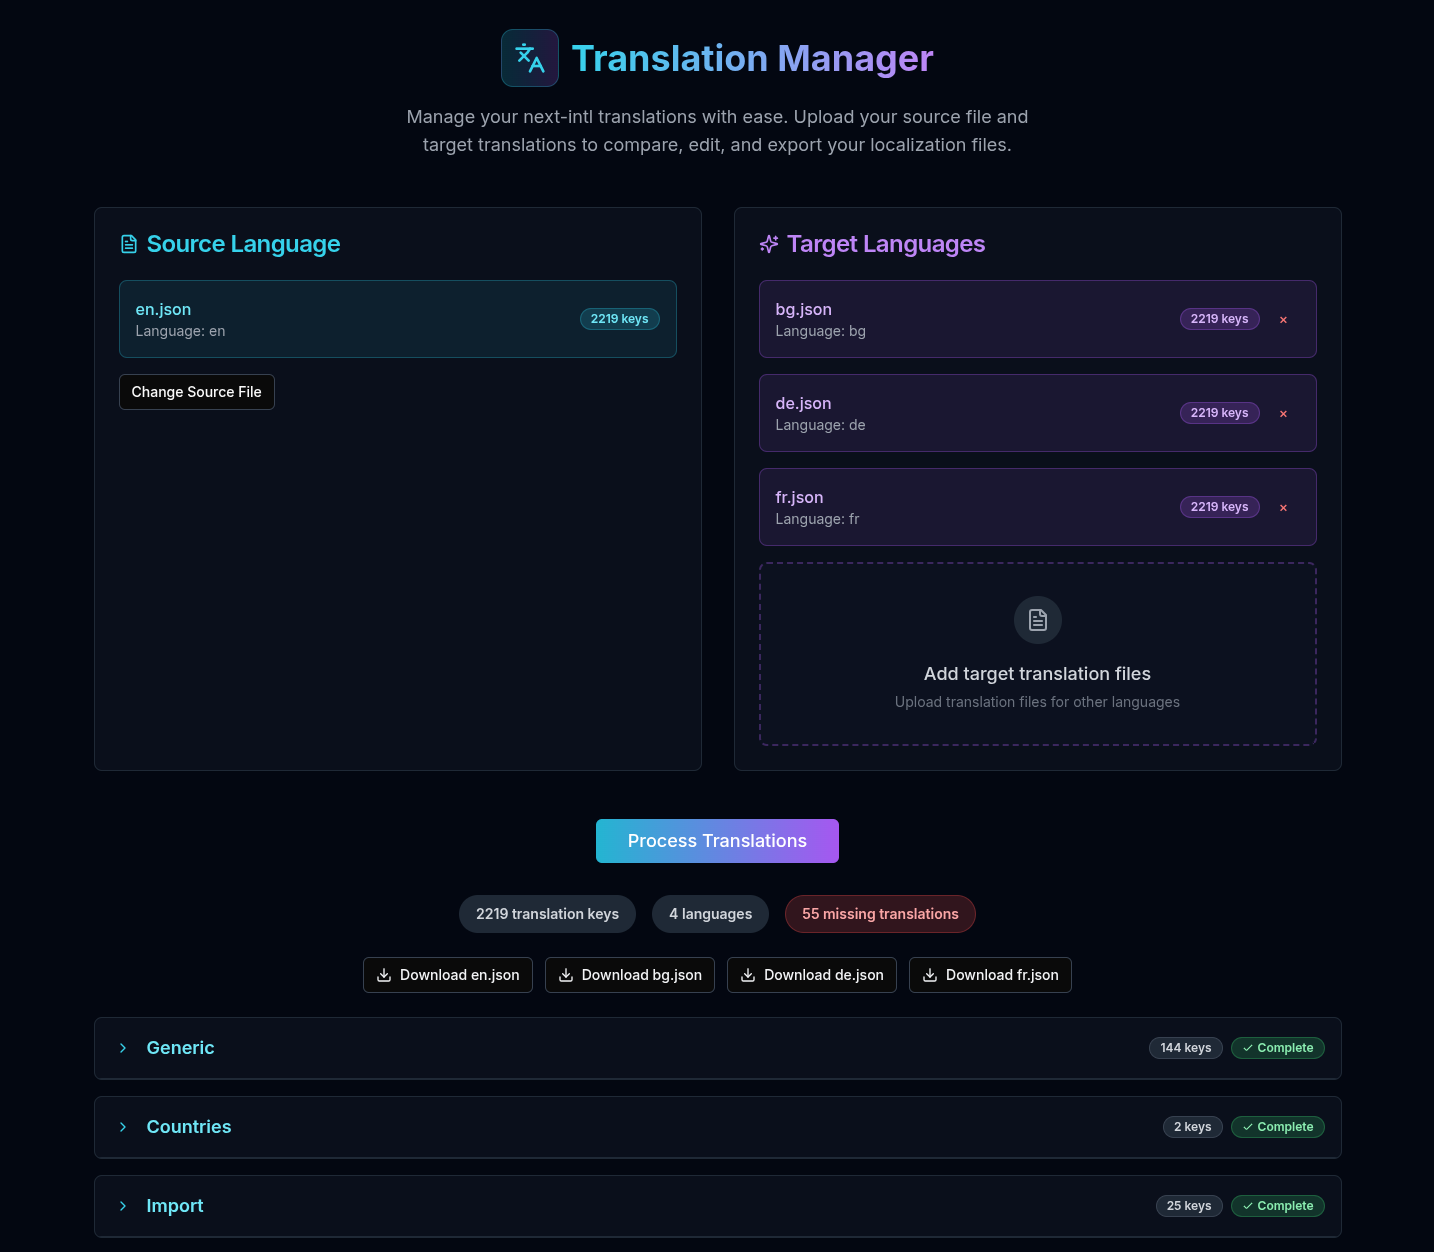 Translation Manager
Manage your next-intl translations with ease. Upload your source file and
target translations to compare, edit, and export your localization files.
Source Language
en.json
Language: en
2219 keys
Change Source File
Target Languages
bg.json
Language: bg
2219 keys
×
de.json
Language: de
2219 keys
×
fr.json
Language: fr
2219 keys
×
Add target translation files
Upload translation files for other languages
Process Translations
2219 translation keys
4 languages
55 missing translations
Download en.json
Download bg.json
Download de.json
Download fr.json
Generic
144 keys
Complete
Countries
2 keys
Complete
Import
25 keys
Complete